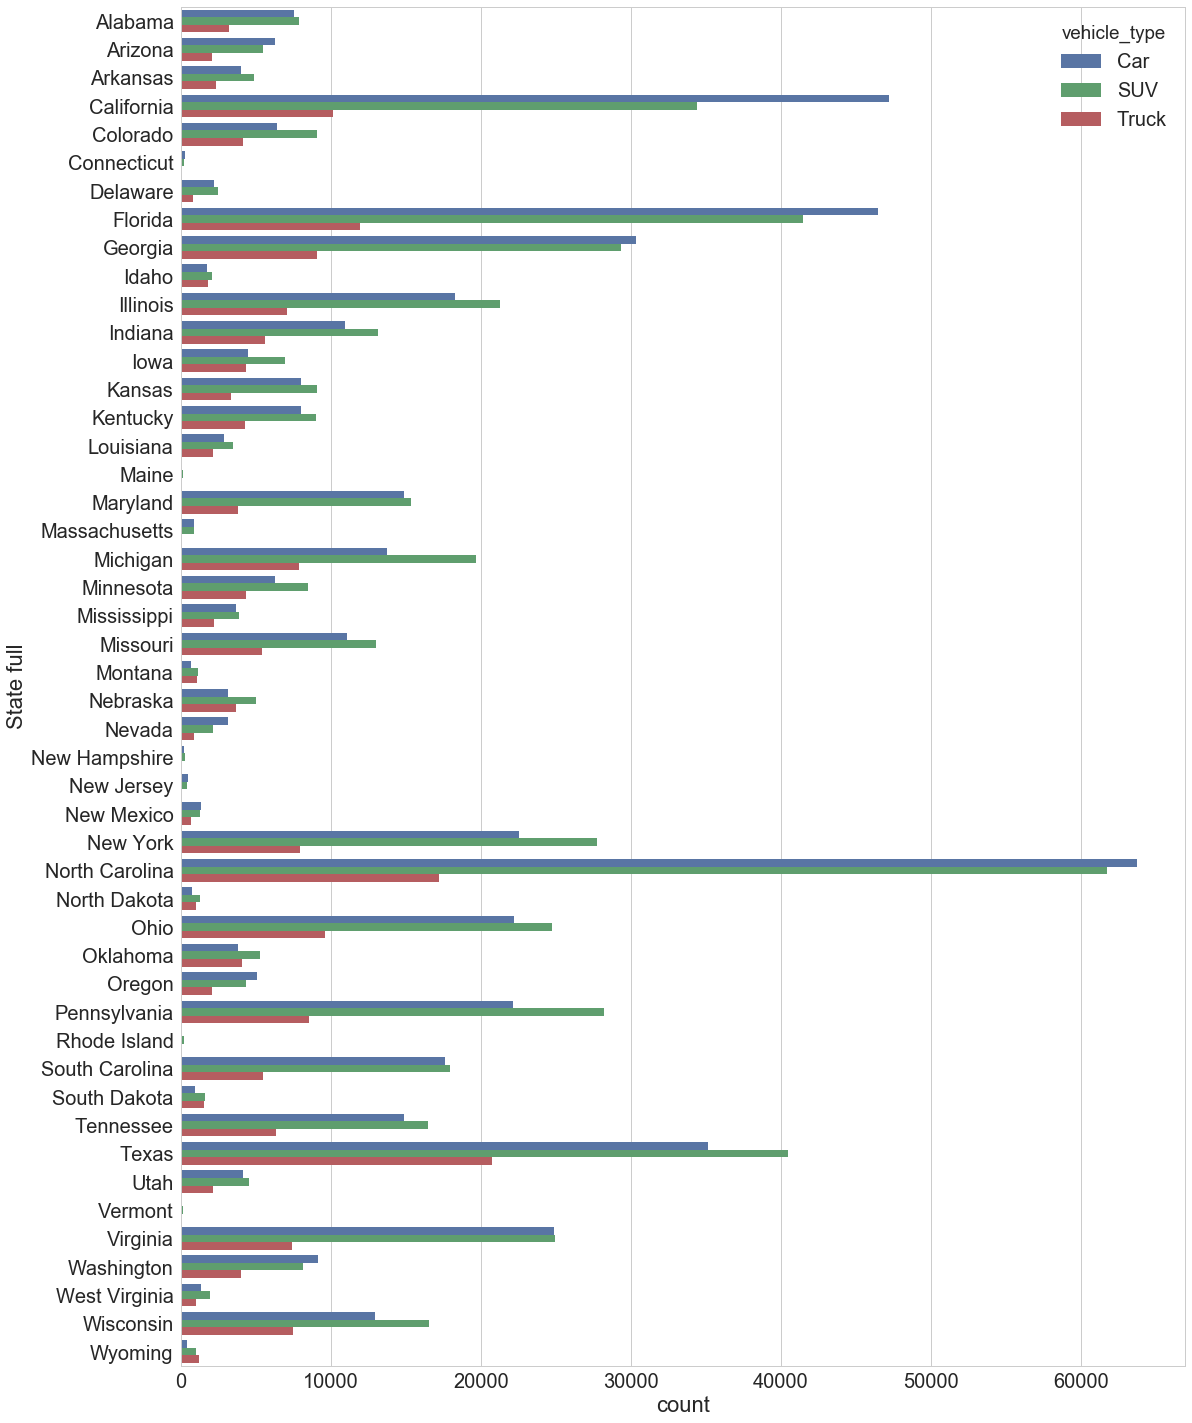 Alabama
Arizona
Arkansas
California
Colorado
Connecticut
Delaware
Florida
Georgia
Idaho
Illinois
Indiana
Iowa
Kansas
Kentucky
Louisiana
Maine
Maryland
Massachusetts
Michigan
Minnesota
Mississippi
Missouri
Montana
Nebraska
Nevada
New Hampshire
New Jersey
New Mexico
New York
North Carolina
North Dakota
Ohio
Oklahoma
Oregon
Pennsylvania
Rhode Island
South Carolina
South Dakota
Tennessee
Texas
Utah
Vermont
Virginia
Washington
West Virginia
Wisconsin
Wyoming
State full
vehicle_type
Car
SUV
Truck
0 10000 20000 30000 40000 50000 60000
count